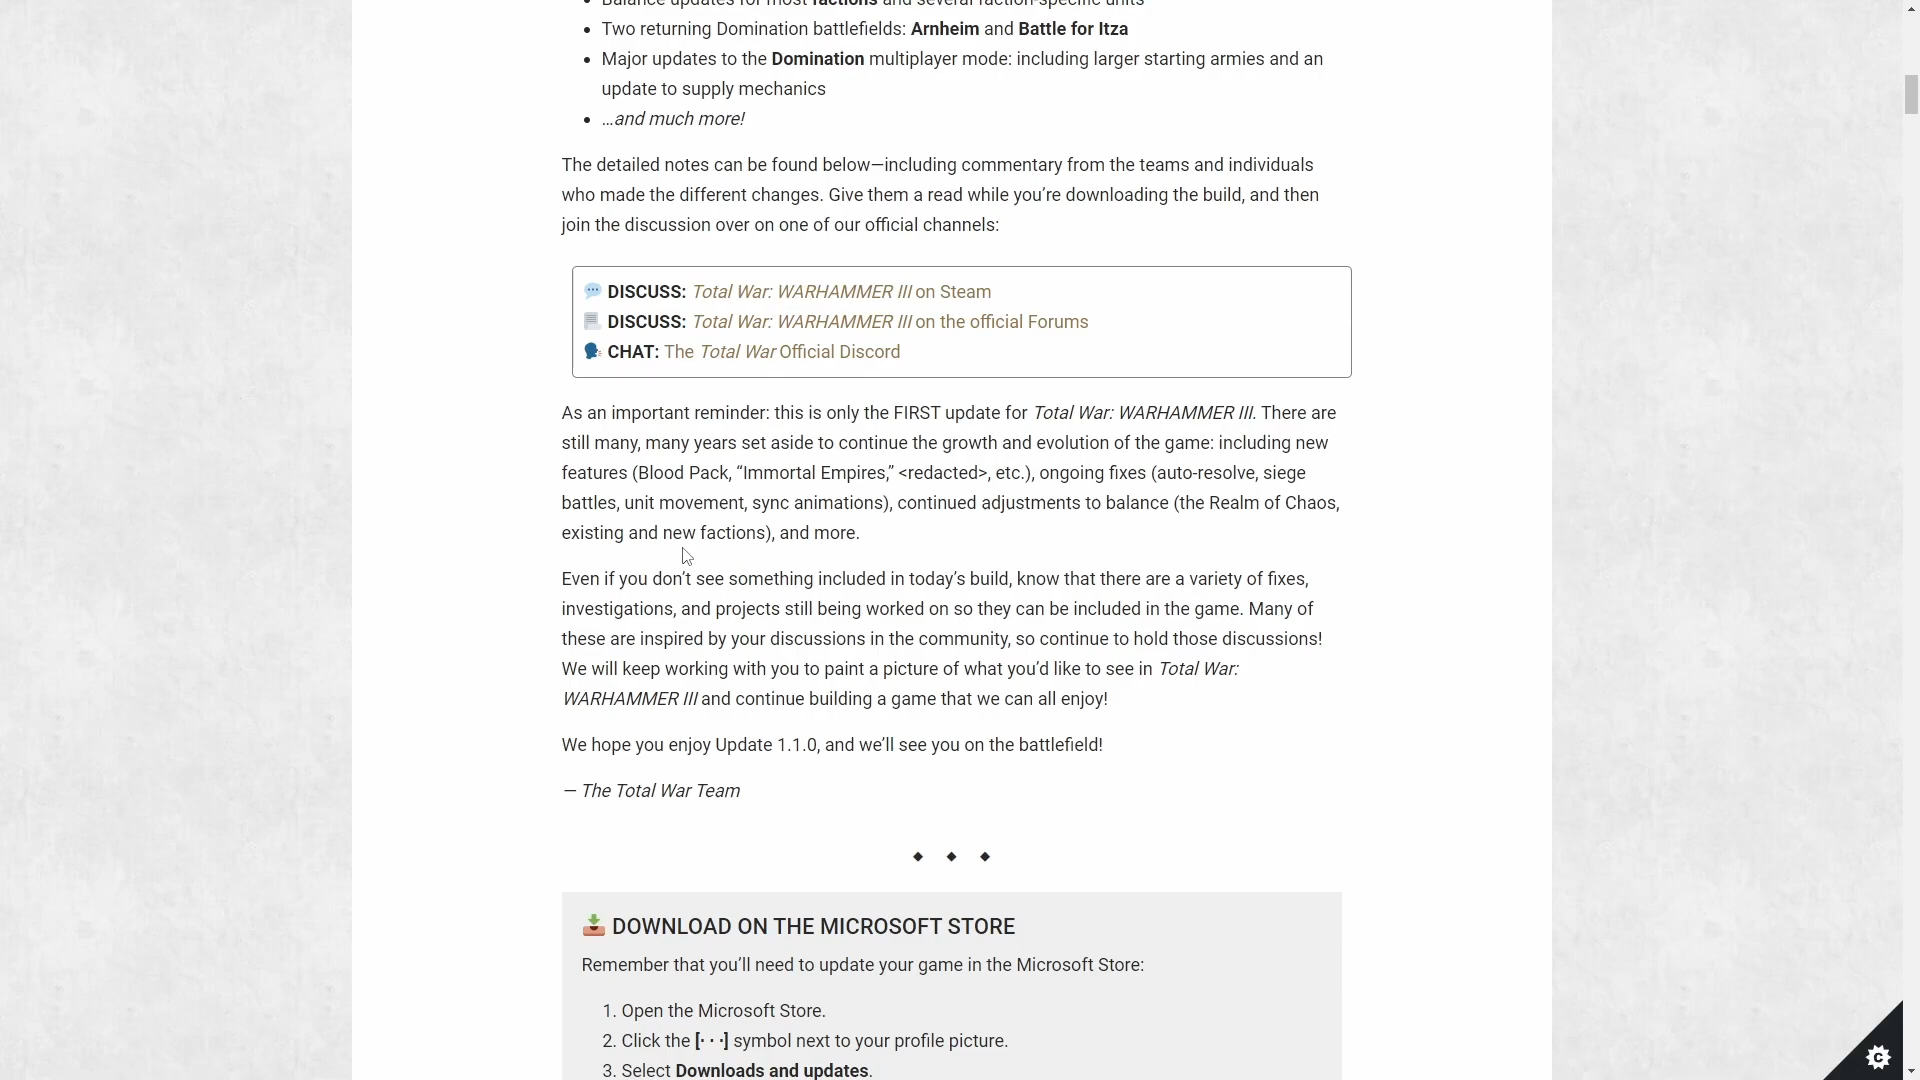 Balance updates for most factions and several faction-specific units
Two returning Domination battlefields: Arnheim and Battle for Itza
Major updates to the Domination multiplayer mode: including larger starting armies and an
update to supply mechanics
…and much more!
The detailed notes can be found below—including commentary from the teams and individuals
who made the different changes. Give them a read while you’re downloading the build, and then
join the discussion over on one of our official channels:
DISCUSS: Total War: WARHAMMER III on Steam
DISCUSS: Total War: WARHAMMER III on the official Forums
CHAT: The Total War Official Discord
As an important reminder: this is only the FIRST update for Total War: WARHAMMER III. There are
still many, many years set aside to continue the growth and evolution of the game: including new
features (Blood Pack, “Immortal Empires,” <redacted>, etc.), ongoing fixes (auto-resolve, siege
battles, unit movement, sync animations), continued adjustments to balance (the Realm of Chaos,
existing and new factions), and more.
Even if you don’t see something included in today’s build, know that there are a variety of fixes,
investigations, and projects still being worked on so they can be included in the game. Many of
these are inspired by your discussions in the community, so continue to hold those discussions!
We will keep working with you to paint a picture of what you’d like to see in Total War:
WARHAMMER III and continue building a game that we can all enjoy!
We hope you enjoy Update 1.1.0, and we’ll see you on the battlefield!
— The Total War Team
DOWNLOAD ON THE MICROSOFT STORE
Remember that you’ll need to update your game in the Microsoft Store:
1. Open the Microsoft Store.
2. Click the [· · ·] symbol next to your profile picture.
3. Select Downloads and updates.